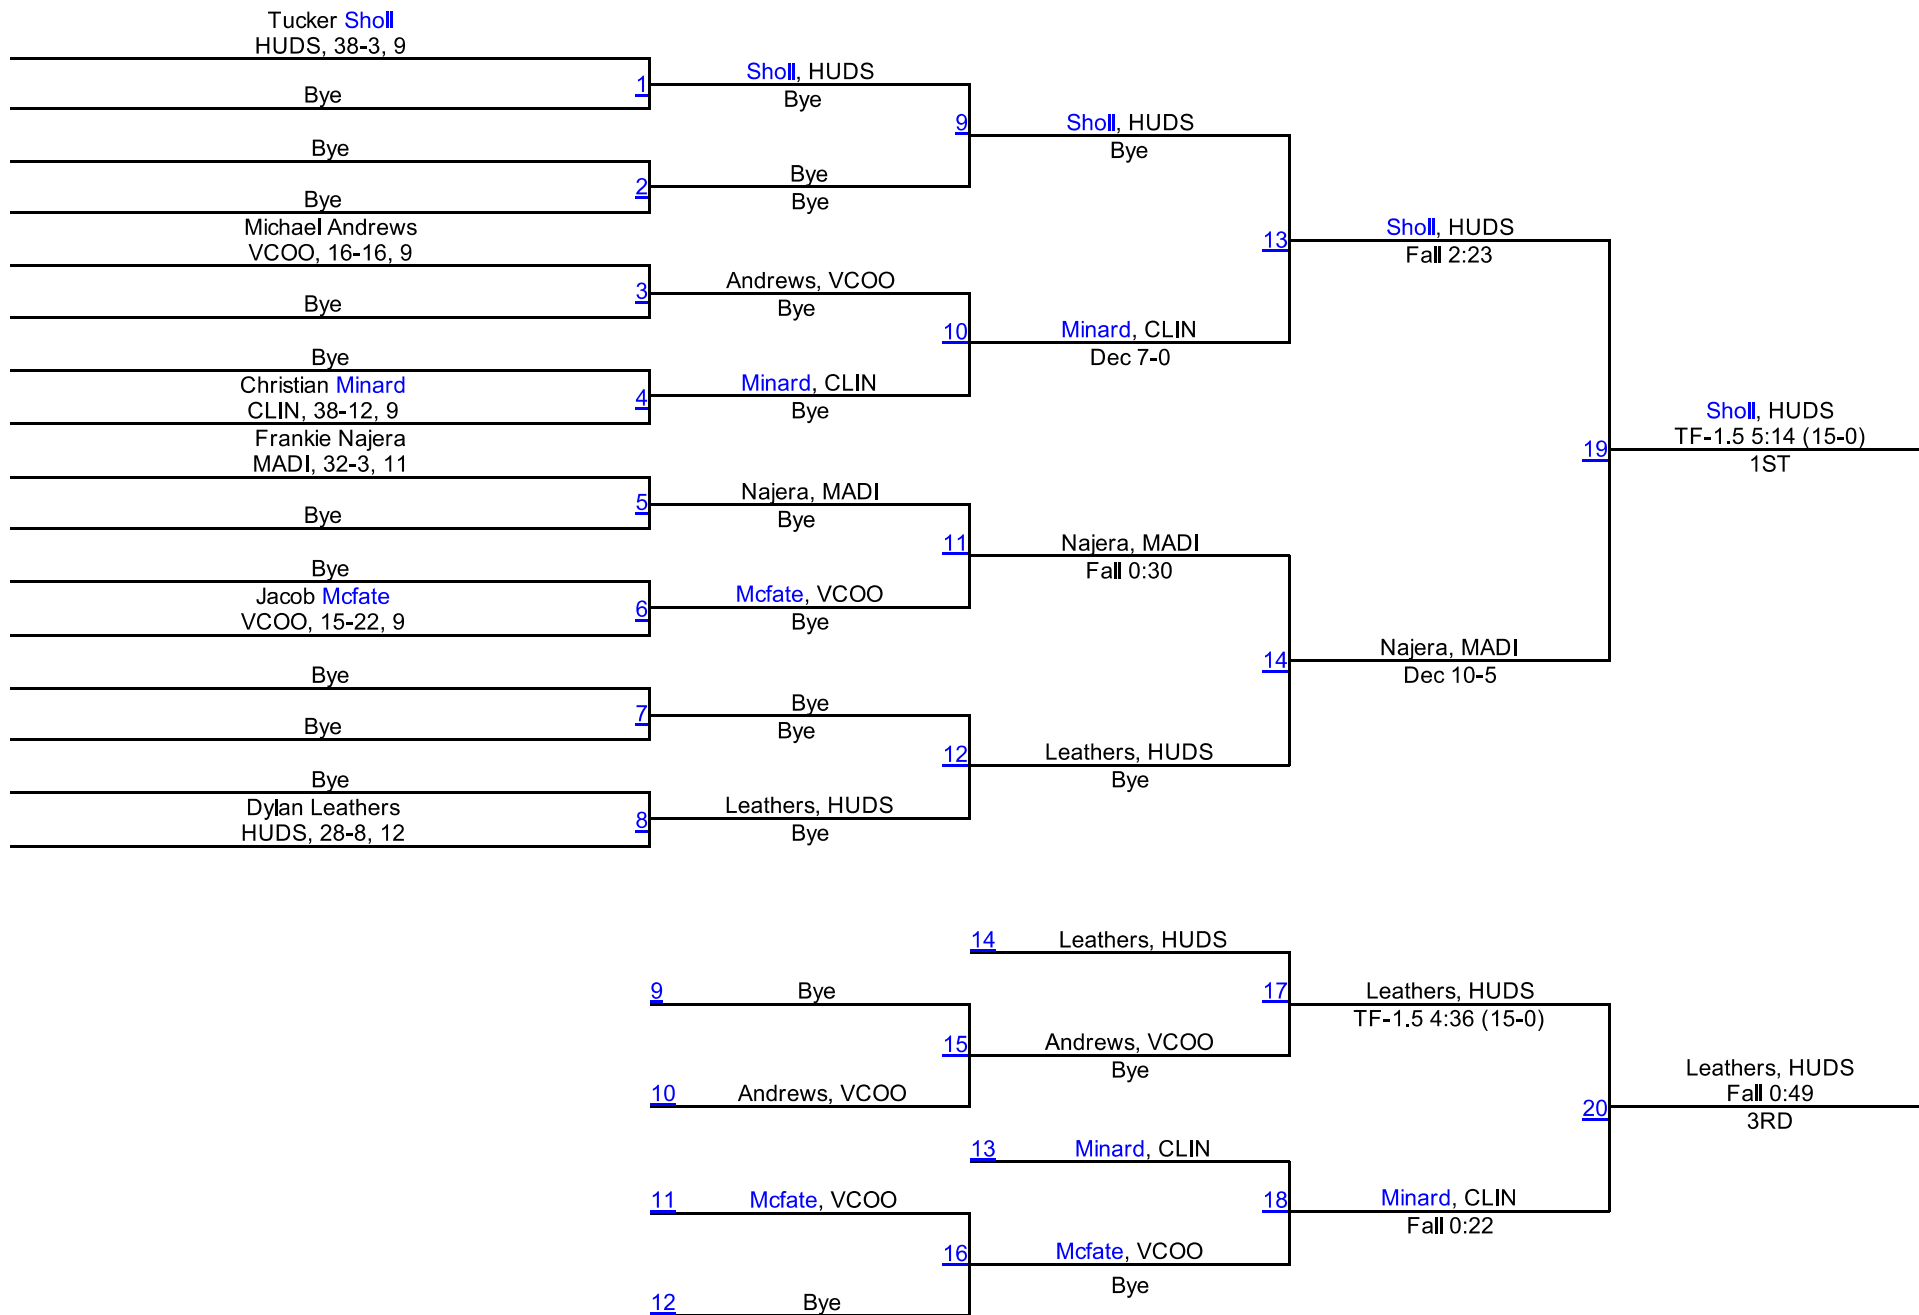 Tucker Sholl
HUDS, 38-3, 9
1
Bye
Bye
2
Bye
Michael Andrews
VCOO, 16-16, 9
3
Bye
Bye
Christian Minard
4
CLIN, 38-12, 9
Frankie Najera
MADI, 32-3, 11
5
Bye
Bye
Jacob Mcfate
6
VCOO, 15-22, 9
Bye
7
Bye
Bye
Dylan Leathers
8
HUDS, 28-8, 12
Sholl, HUDS
Bye
9
Bye
Bye
Andrews, VCOO
Bye
10
Minard, CLIN
Bye
Najera, MADI
Bye
11
Mcfate, VCOO
Bye
Bye
Bye
12
Leathers, HUDS
Bye
Sholl, HUDS
Bye
13
Minard, CLIN
Dec 7-0
Najera, MADI
Fall 0:30
14
Leathers, HUDS
Bye
Sholl, HUDS
Fall 2:23
19
Najera, MADI
Dec 10-5
Sholl, HUDS
TF-1.5 5:14 (15-0)
1ST
14 Leathers, HUDS
9 Bye
17
15
Andrews, VCOO
Bye
10 Andrews, VCOO
13 Minard, CLIN
11 Mcfate, VCOO
18
16
Mcfate, VCOO
Bye
12 Bye
Leathers, HUDS
TF-1.5 4:36 (15-0)
20
Minard, CLIN
Fall 0:22
Leathers, HUDS
Fall 0:49
3RD